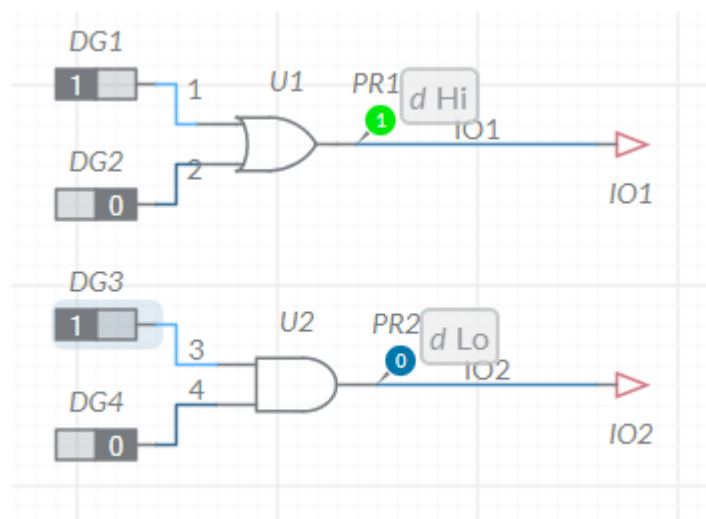 DG1
1
1
U1
PR1
d Hi
1
IO1
DG2
2
0
IO1
DG3
1
3
U2
PR2
d Lo
0
IO2
DG4
4
0
IO2